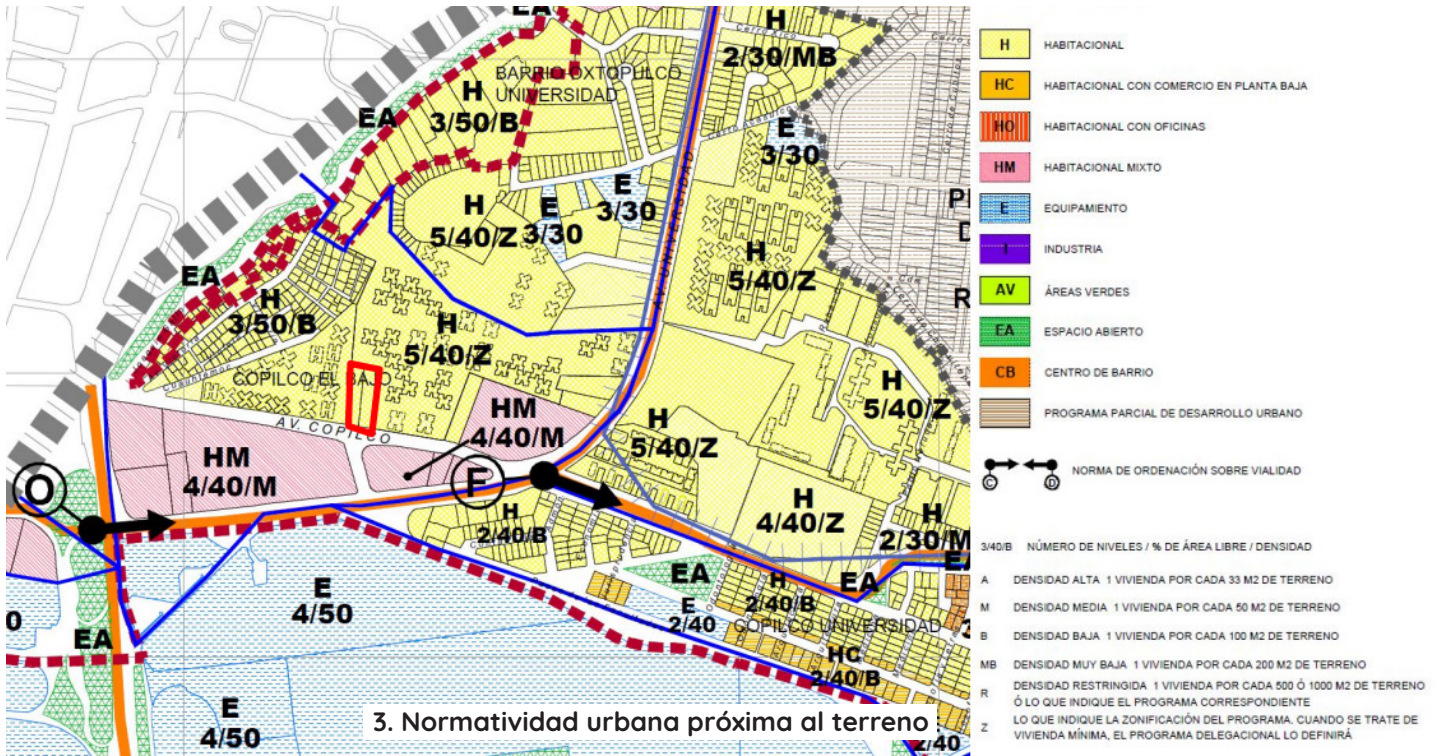 EA
H
2/30/MB
Cerro Xico
BARRIO OXTOPULCO
UNIVERSIDAD
H
3/50/B
EA
E
3/30
H
5/40/Z
E
3/30
E
3/30
AV UNIVERSIDAD
H
5/40/Z
EA
H
3/50/B
H
5/40/Z
COPILCO EL BAJO
AV. COPILCO
HM
4/40/M
H
5/40/Z
H
5/40/Z
HM
4/40/M
O
F
H
2/40/B
H
4/40/Z
H
2/30/M
EA
E
4/50
EA
H
2/40/B
EA
E
2/40
COPILCO UNIVERSIDAD
EA
HC
2/40/B
E
4/50
2/40
3. Normatividad urbana próxima al terreno
H HABITACIONAL
HC HABITACIONAL CON COMERCIO EN PLANTA BAJA
HO HABITACIONAL CON OFICINAS
HM HABITACIONAL MIXTO
E EQUIPAMIENTO
I INDUSTRIA
AV ÁREAS VERDES
EA ESPACIO ABIERTO
CB CENTRO DE BARRIO
PROGRAMA PARCIAL DE DESARROLLO URBANO
C D NORMA DE ORDENACIÓN SOBRE VIALIDAD
3/40/B NÚMERO DE NIVELES / % DE ÁREA LIBRE / DENSIDAD
A DENSIDAD ALTA 1 VIVIENDA POR CADA 33 M2 DE TERRENO
M DENSIDAD MEDIA 1 VIVIENDA POR CADA 50 M2 DE TERRENO
B DENSIDAD BAJA 1 VIVIENDA POR CADA 100 M2 DE TERRENO
MB DENSIDAD MUY BAJA 1 VIVIENDA POR CADA 200 M2 DE TERRENO
R DENSIDAD RESTRINGIDA 1 VIVIENDA POR CADA 500 Ó 1000 M2 DE TERRENO
Ó LO QUE INDIQUE EL PROGRAMA CORRESPONDIENTE
Z LO QUE INDIQUE LA ZONIFICACIÓN DEL PROGRAMA. CUANDO SE TRATE DE
VIVIENDA MÍNIMA, EL PROGRAMA DELEGACIONAL LO DEFINIRÁ